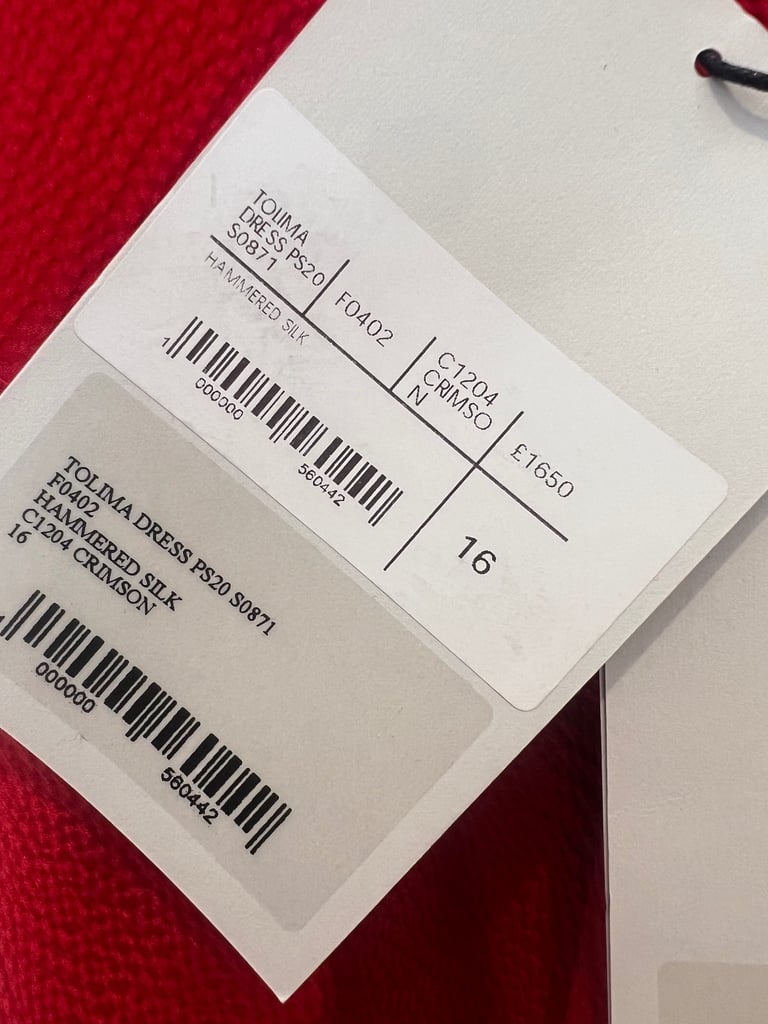 TOLIMA
DRESS PS20
S0871
F0402
C1204
CRIMSO
N
£1650
HAMMERED SILK
1
000000
560442
16
TOLIMA DRESS PS20 S0871
F0402
HAMMERED SILK
C1204 CRIMSON
16
000000
560442